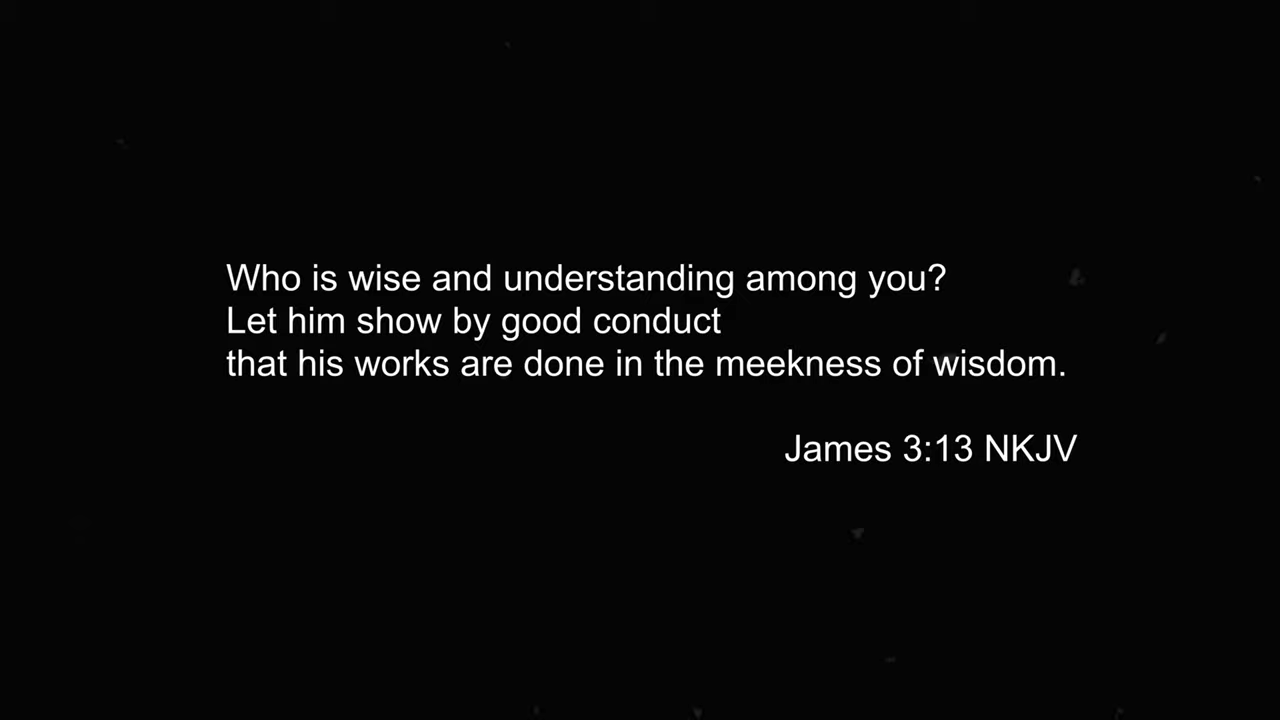 Who is wise and understanding among you?
Let him show by good conduct
that his works are done in the meekness of wisdom.
James 3:13 NKJV